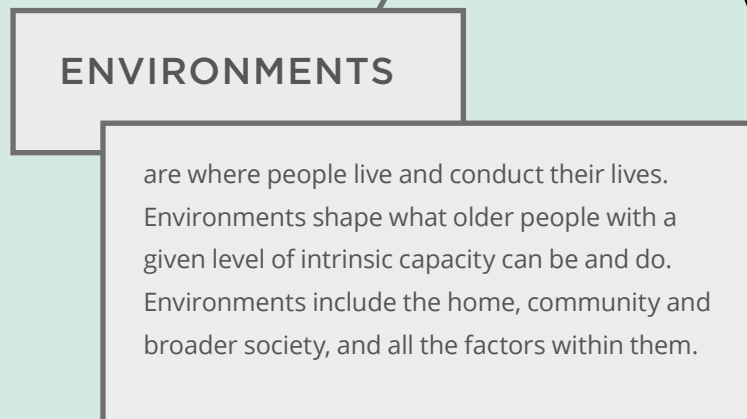 ENVIRONMENTS
are where people live and conduct their lives.
Environments shape what older people with a
given level of intrinsic capacity can be and do.
Environments include the home, community and
broader society, and all the factors within them.